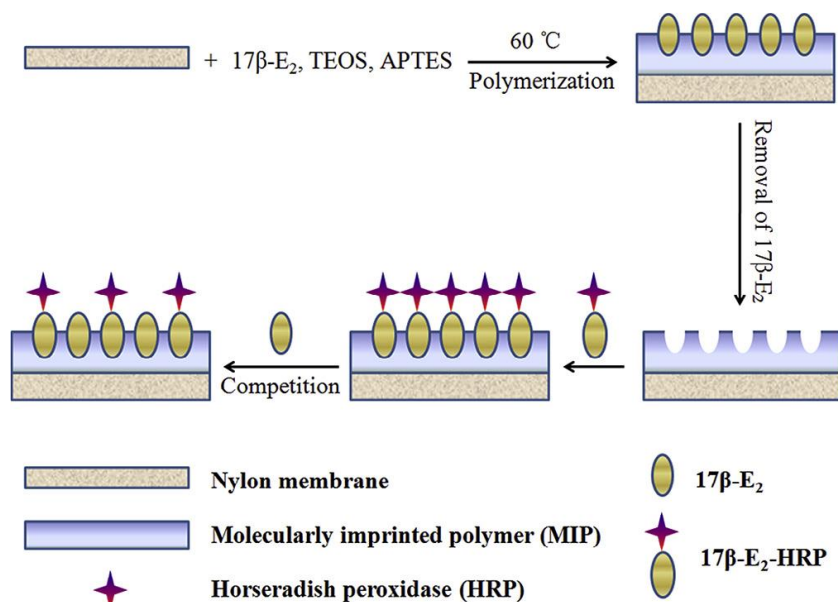 + 17β-E₂, TEOS, APTES
60 ℃
Polymerization
Removal of 17β-E₂
Competition
Nylon membrane
17β-E₂
Molecularly imprinted polymer (MIP)
17β-E₂-HRP
Horseradish peroxidase (HRP)